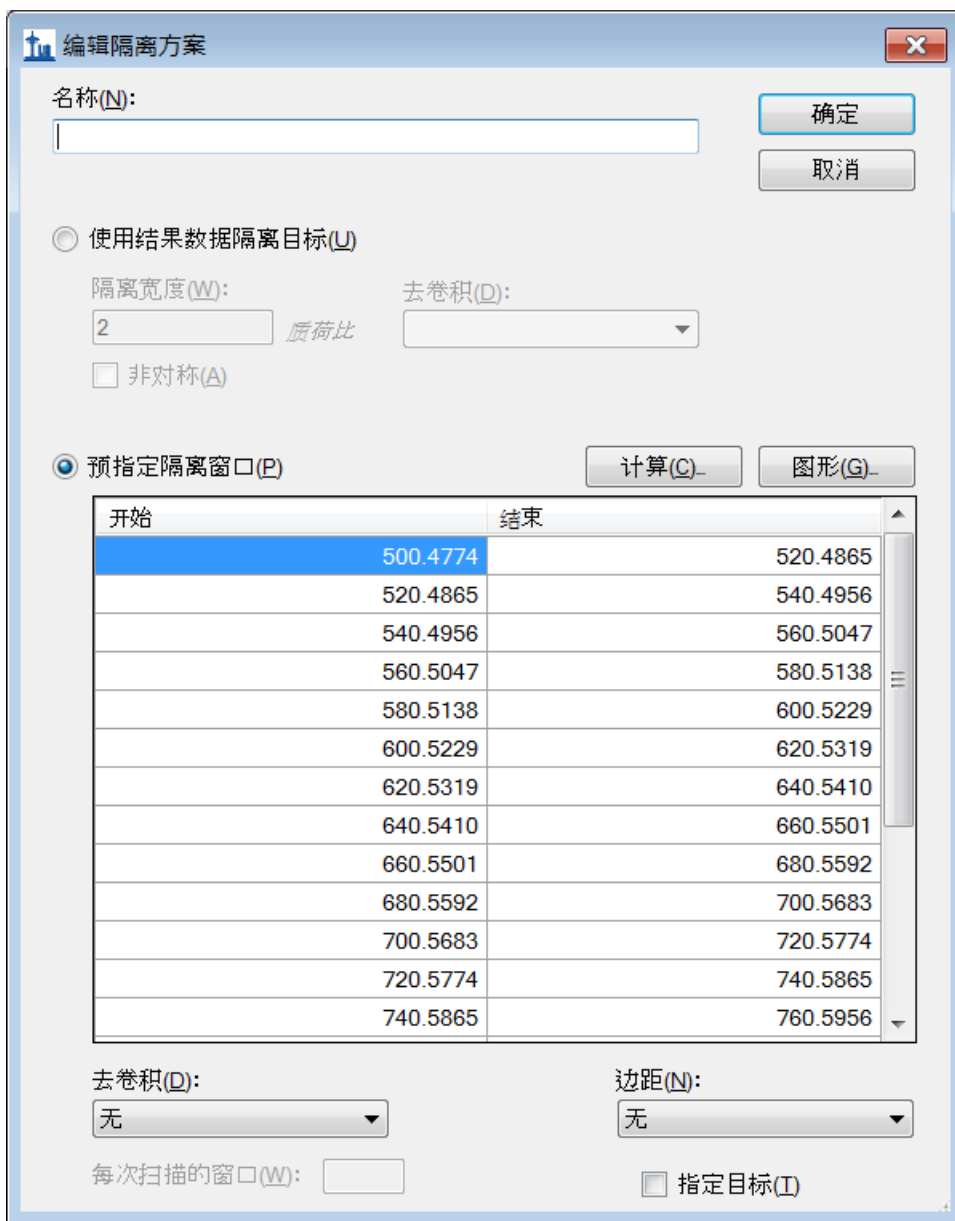 编辑隔离方案
名称(N):
确定
取消
使用结果数据隔离目标(U)
隔离宽度(W): 去卷积(D):
2 质荷比
非对称(A)
预指定隔离窗口(P) 计算(C)... 图形(G)...
开始 结束
500.4774 520.4865
520.4865 540.4956
540.4956 560.5047
560.5047 580.5138
580.5138 600.5229
600.5229 620.5319
620.5319 640.5410
640.5410 660.5501
660.5501 680.5592
680.5592 700.5683
700.5683 720.5774
720.5774 740.5865
740.5865 760.5956
去卷积(D): 边距(N):
无 无
每次扫描的窗口(W):
指定目标(T)